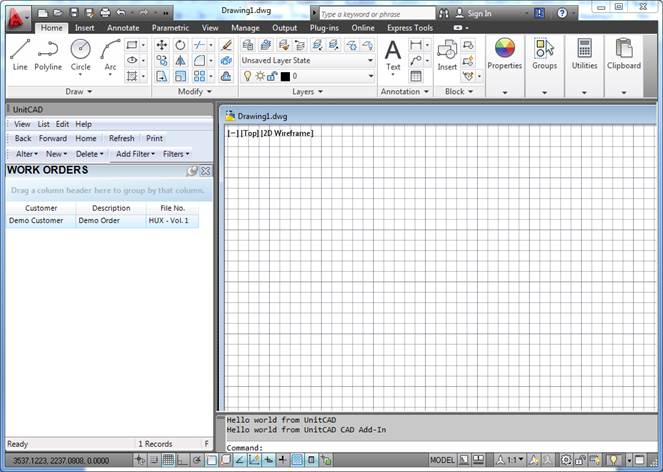 Drawing1.dwg
Type a keyword or phrase
Sign In
Home Insert Annotate Parametric View Manage Output Plug-ins Online Express Tools
Line Polyline Circle Arc
Unsaved Layer State
0
Text Insert Properties Groups Utilities Clipboard
Draw Modify Layers Annotation Block
UnitCAD
View List Edit Help
Back Forward Home Refresh Print
Alter New Delete Add Filter Filters
WORK ORDERS
Drag a column header here to group by that column.
Customer Description File No.
Demo Customer Demo Order HUX - Vol. 1
Ready 1 Records F
Drawing1.dwg
[−][Top][2D Wireframe]
Hello world from UnitCAD
Hello world from UnitCAD CAD Add-In
Command:
3537.1223, 2237.0808, 0.0000
MODEL
1:1